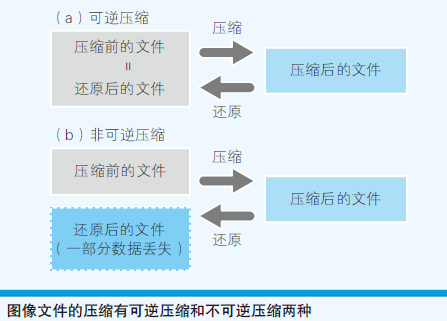 （a）可逆压缩
压缩前的文件
=
还原后的文件
压缩
压缩后的文件
还原
（b）非可逆压缩
压缩前的文件
压缩
压缩后的文件
还原后的文件
（一部分数据丢失）
还原
图像文件的压缩有可逆压缩和不可逆压缩两种